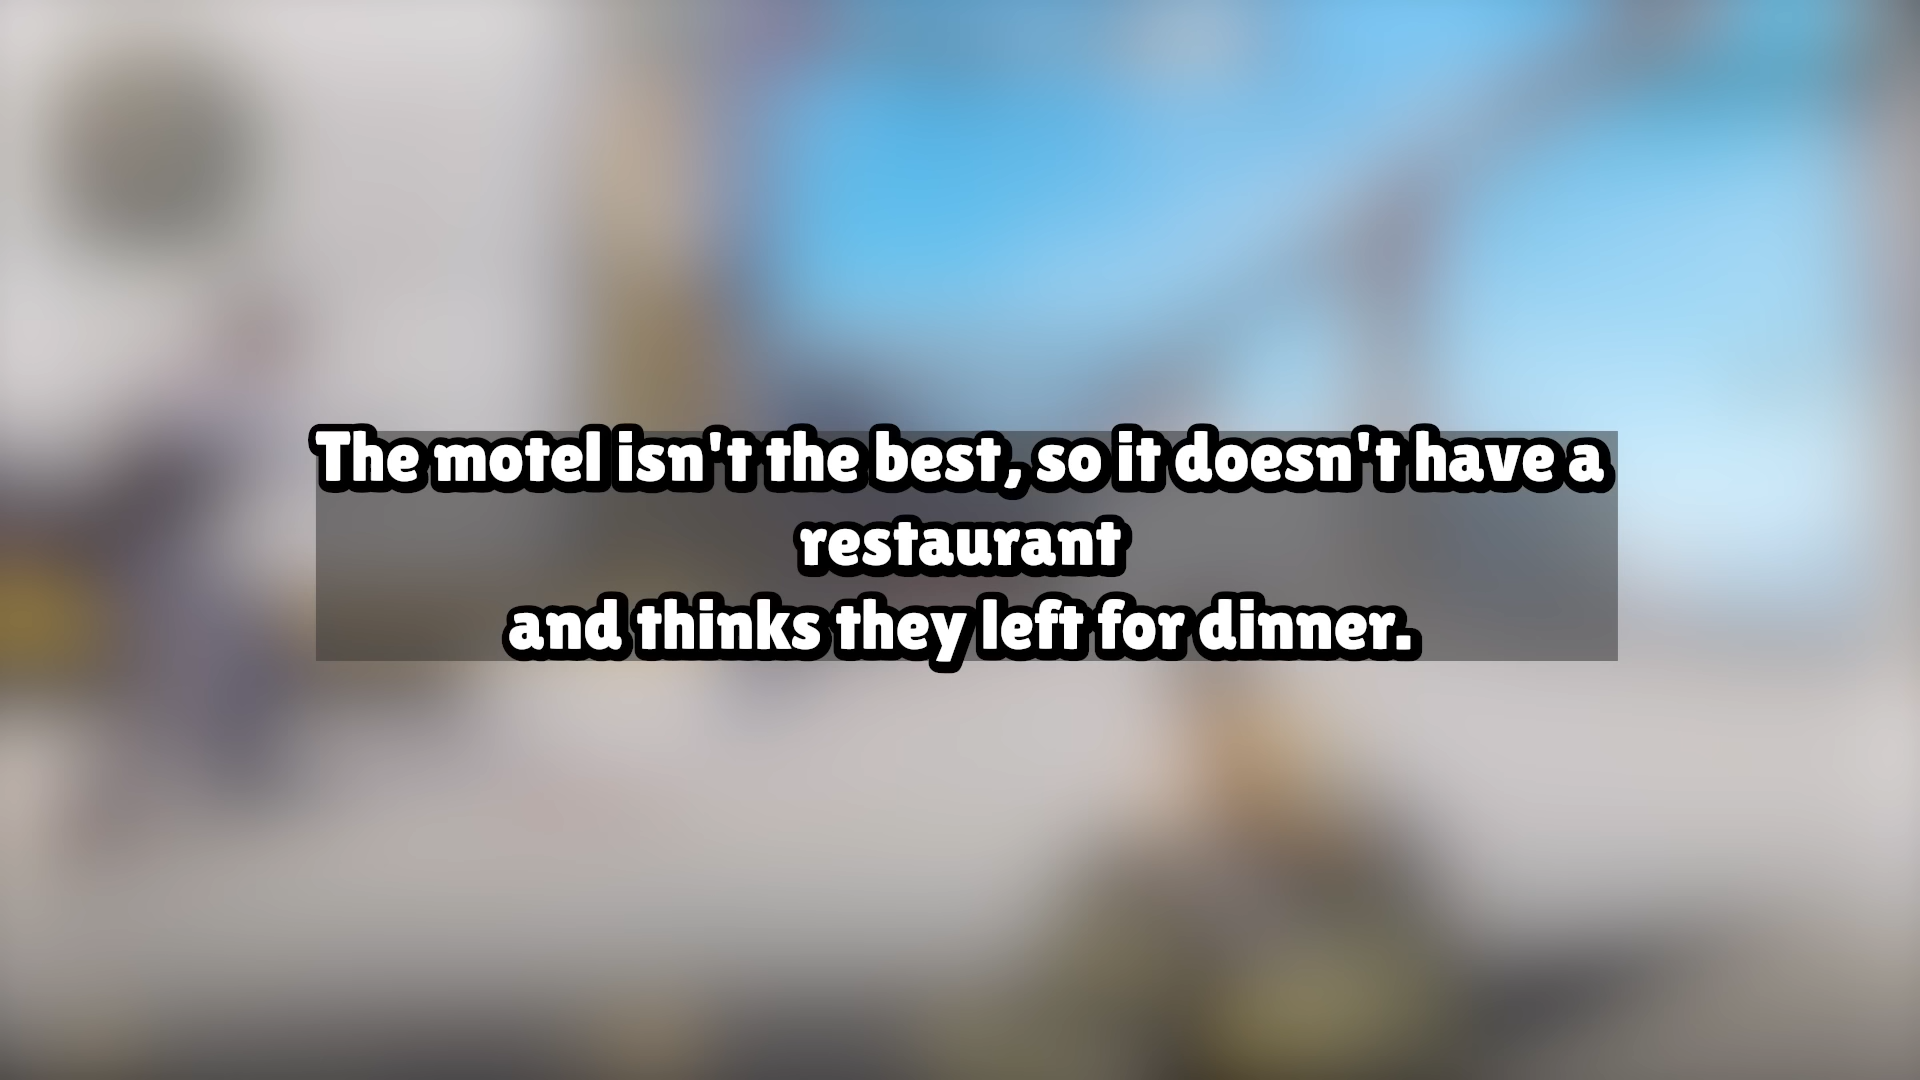 The motel isn't the best, so it doesn't have a
restaurant
and thinks they left for dinner.